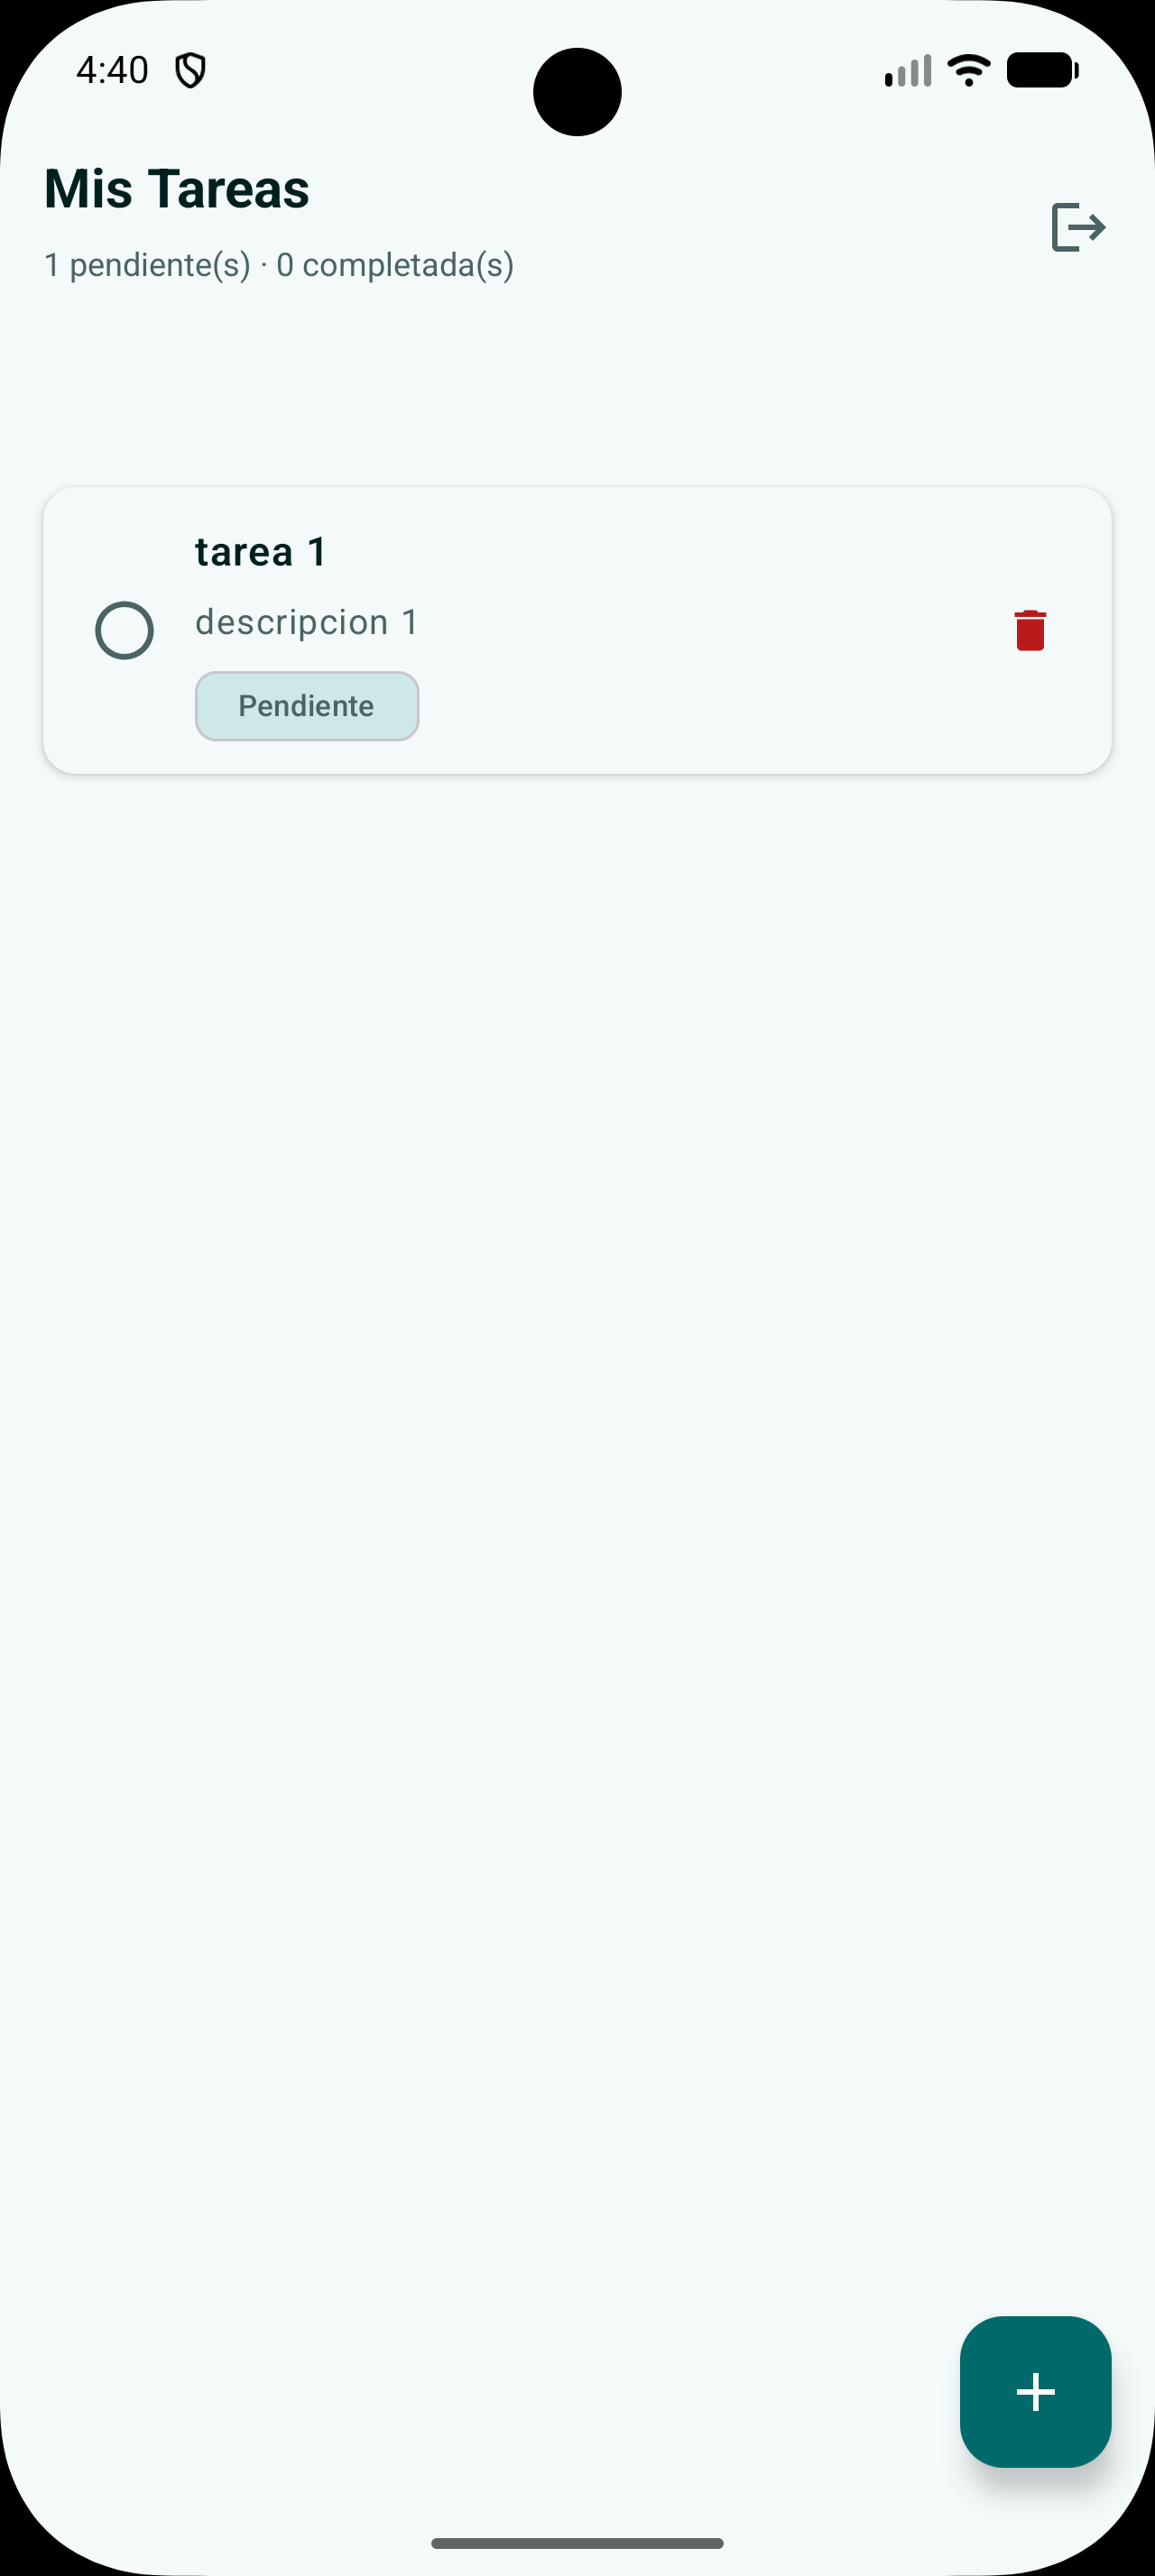 4:40
Mis Tareas
1 pendiente(s) · 0 completada(s)
tarea 1
descripcion 1
Pendiente